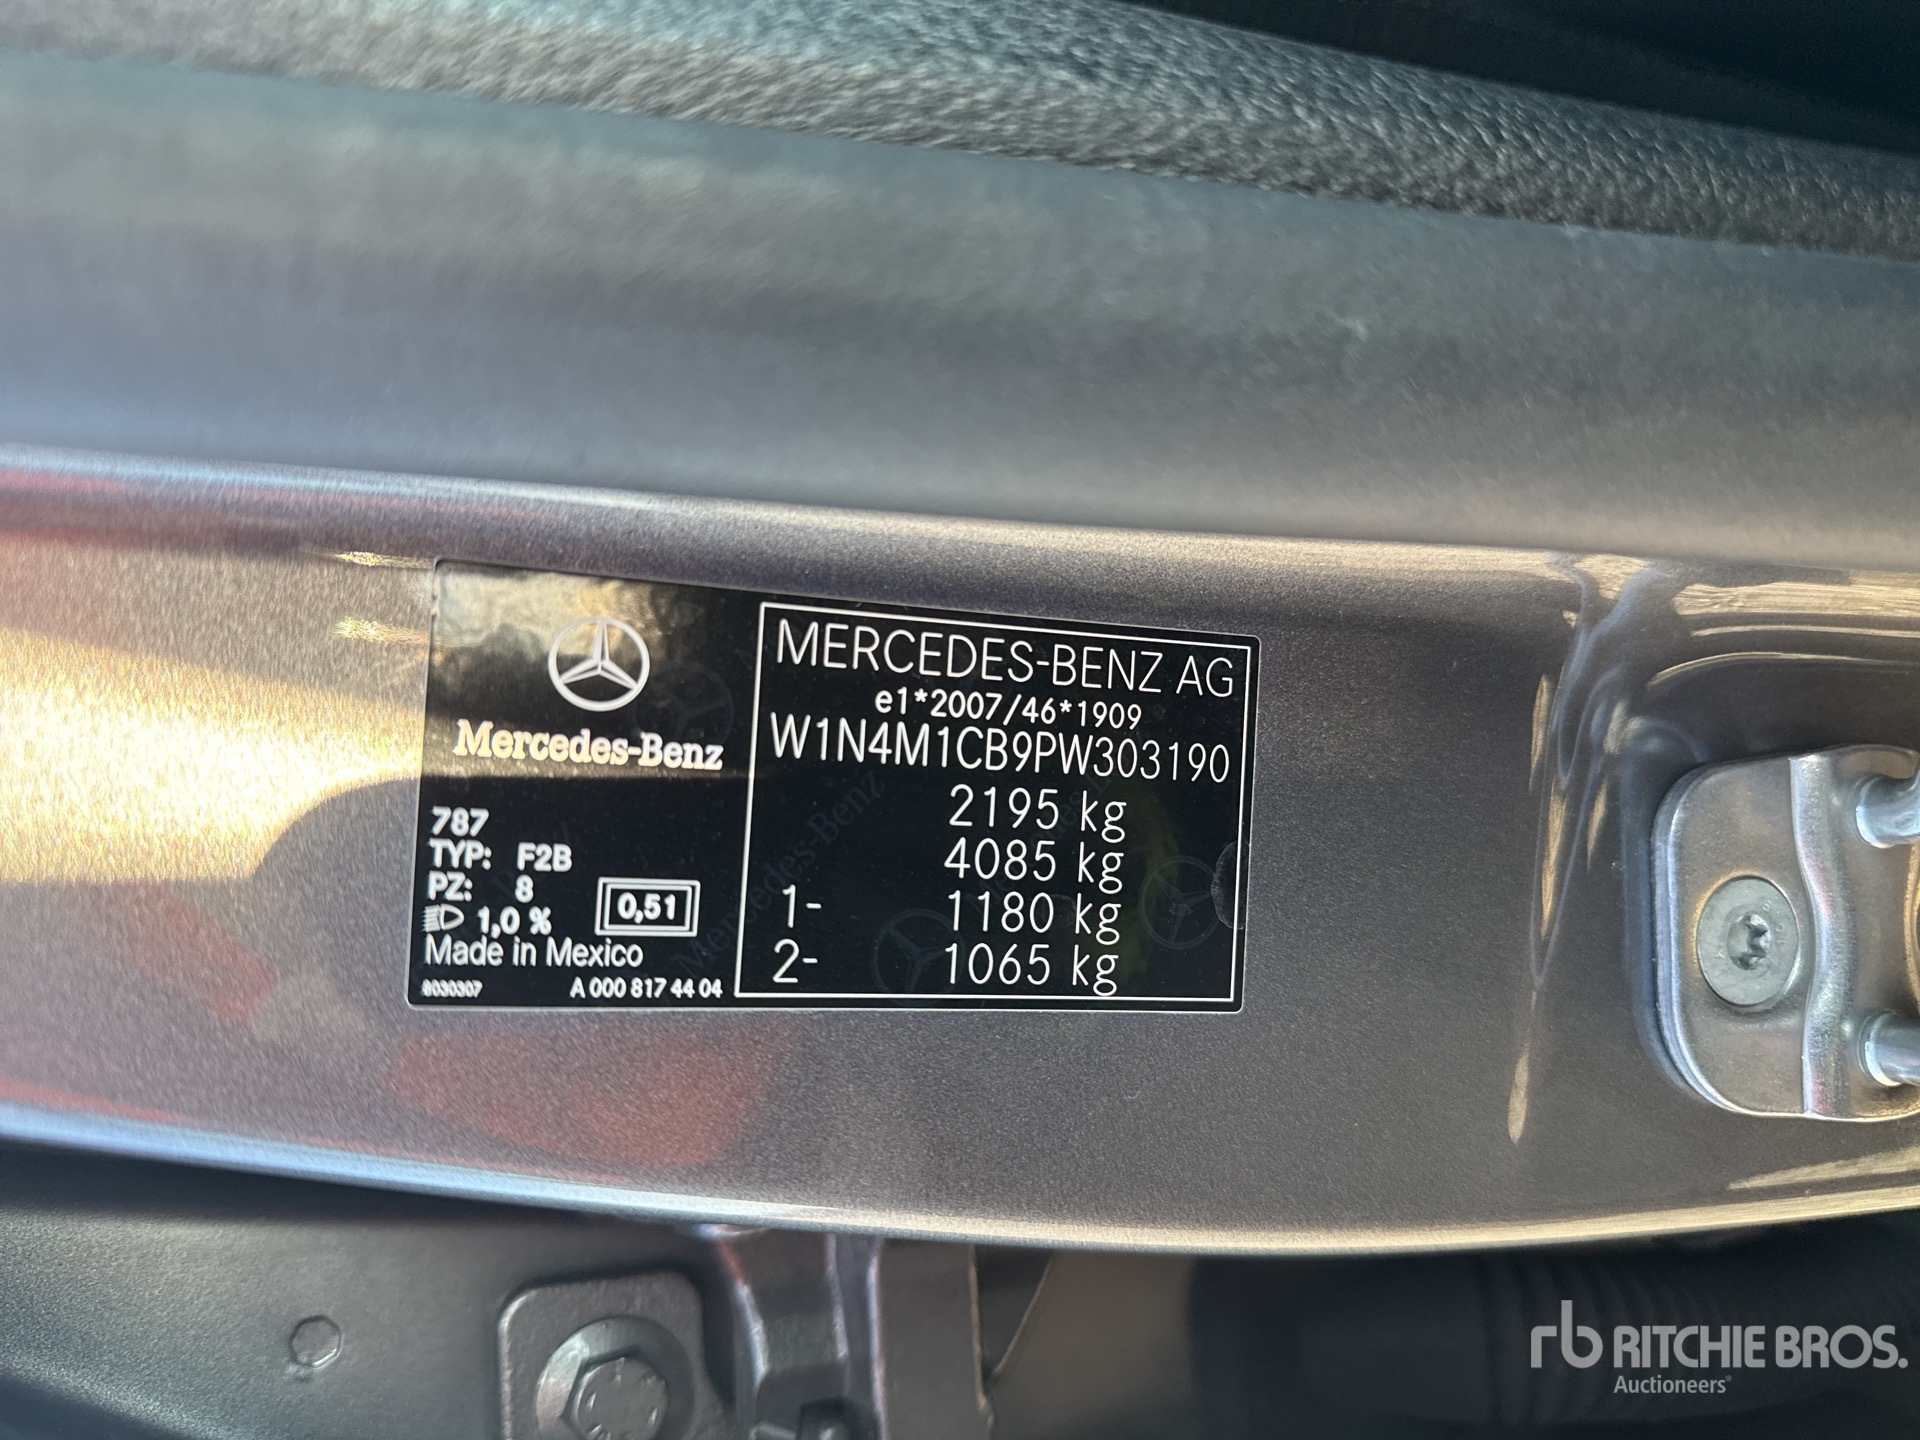 Mercedes-Benz
787
TYP: F2B
PZ: 8
1,0 %
0,51
Made in Mexico
8030307
A 000 817 44 04
MERCEDES-BENZ AG
e1*2007/46*1909
W1N4M1CB9PW303190
2195 kg
4085 kg
1- 1180 kg
2- 1065 kg
rb RITCHIE BROS.
Auctioneers